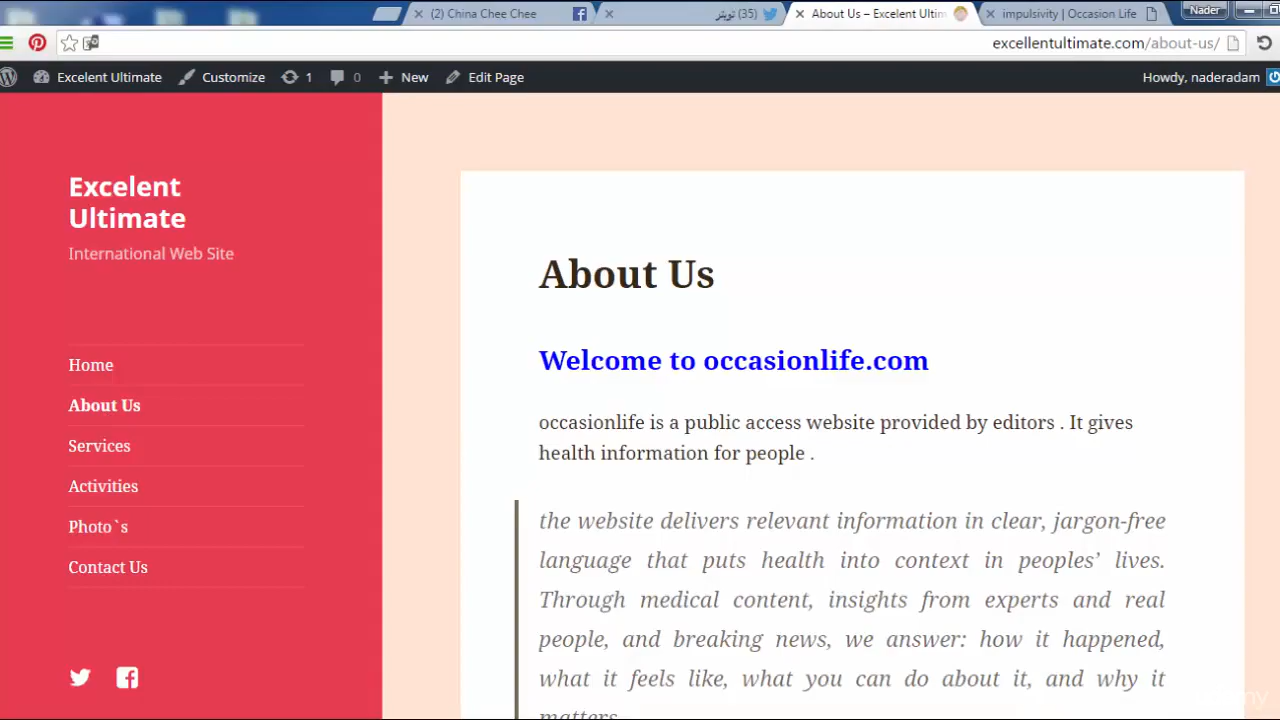 (2) China Chee Chee
(35) تويتر
About Us – Excelent Ultim
impulsivity | Occasion Life
Nader
excellentultimate.com/about-us/
Excelent Ultimate
Customize
1
0
New
Edit Page
Howdy, naderadam
Excelent
Ultimate
International Web Site
Home
About Us
Services
Activities
Photo`s
Contact Us
About Us
Welcome to occasionlife.com
occasionlife is a public access website provided by editors . It gives
health information for people .
the website delivers relevant information in clear, jargon-free
language that puts health into context in peoples’ lives.
Through medical content, insights from experts and real
people, and breaking news, we answer: how it happened,
what it feels like, what you can do about it, and why it
matters.